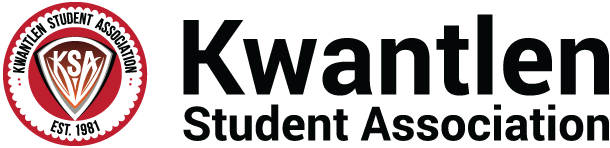 KWANTLEN STUDENT ASSOCIATION
KSA
EST. 1981
Kwantlen
Student Association